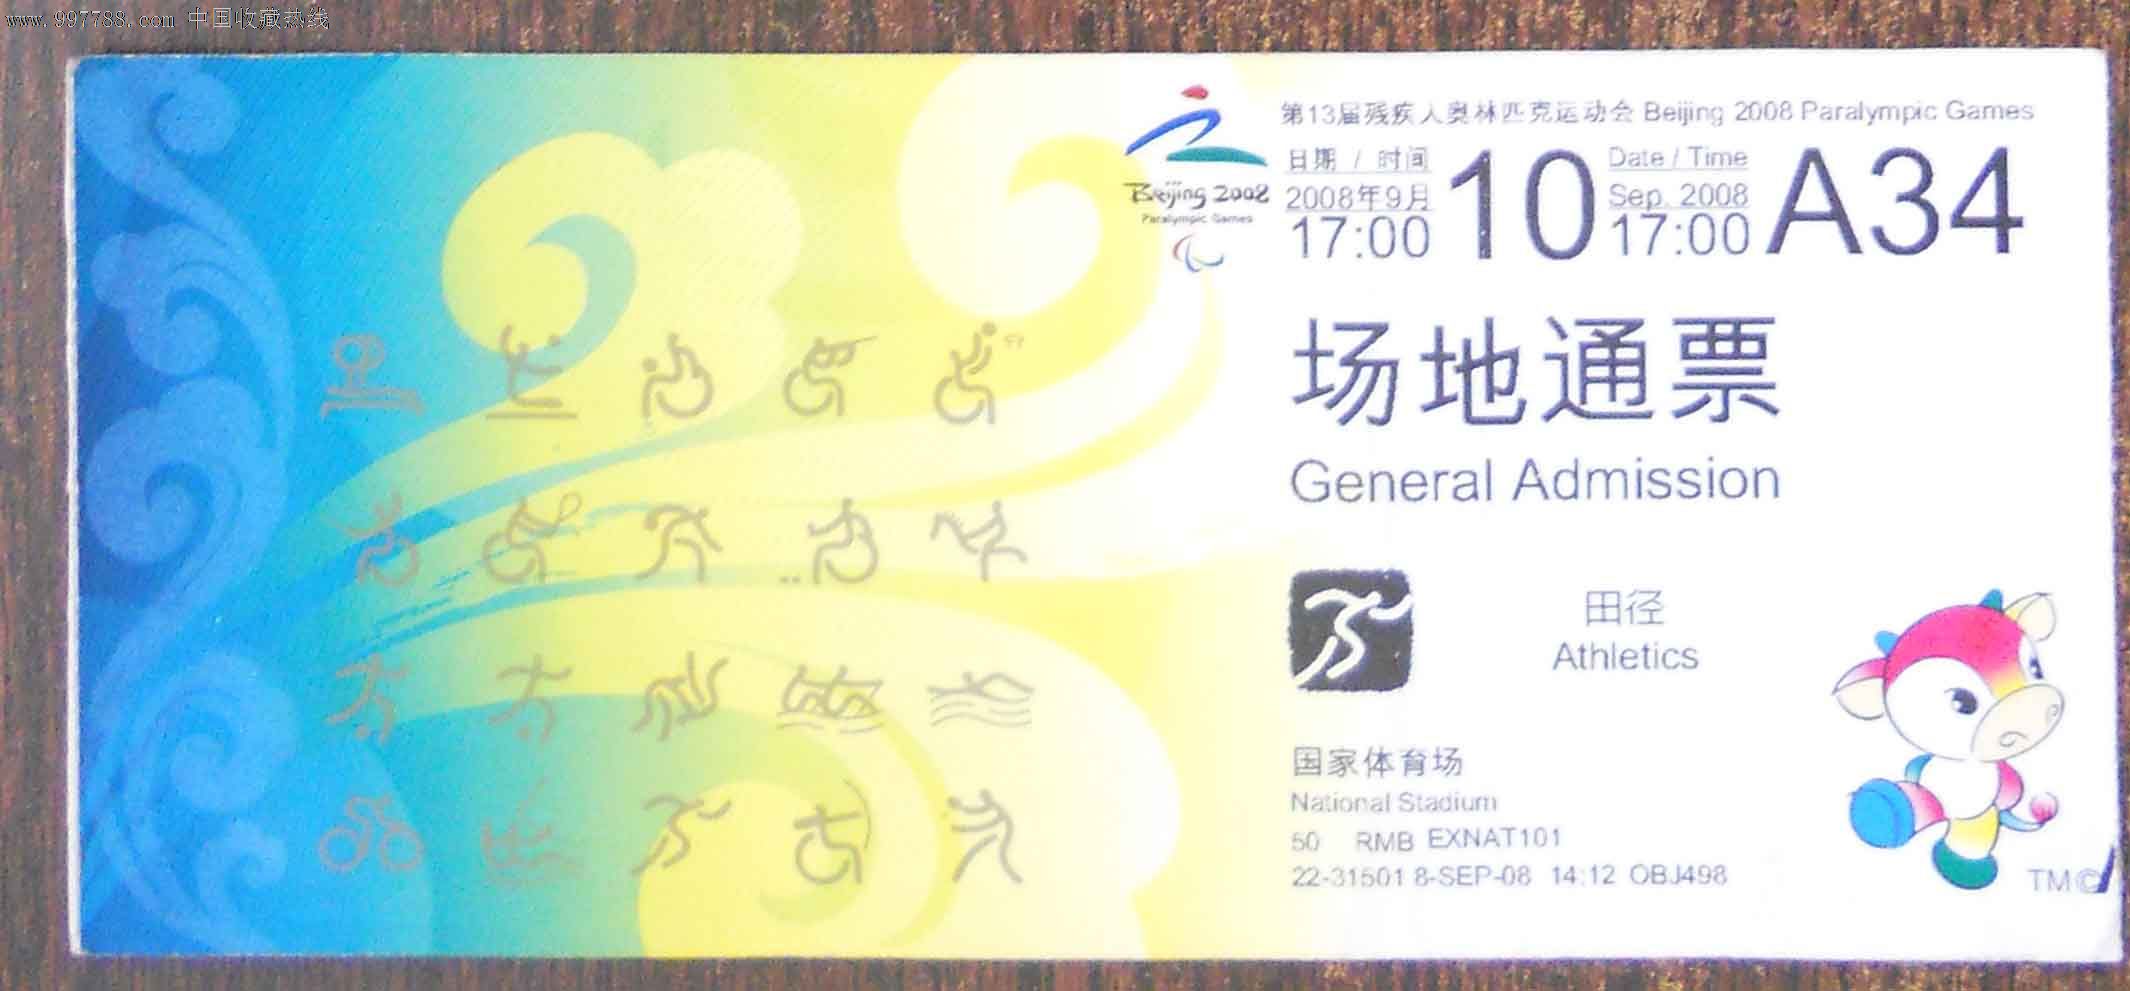 www.997788.com 中国收藏热线
第13届残疾人奥林匹克运动会 Beijing 2008 Paralympic Games
Beijing 2008
Paralympic Games
日期 / 时间
2008年9月
17:00
10
Date / Time
Sep. 2008
17:00
A34
场地通票
General Admission
田径
Athletics
国家体育场
National Stadium
50 RMB EXNAT101
22-31501 8-SEP-08 14:12 OBJ498
TM©